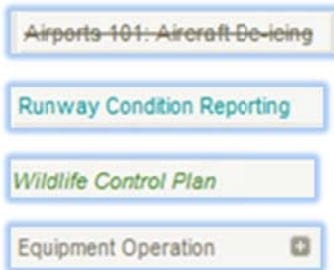 Airports 101: Aircraft De-icing
Runway Condition Reporting
Wildlife Control Plan
Equipment Operation